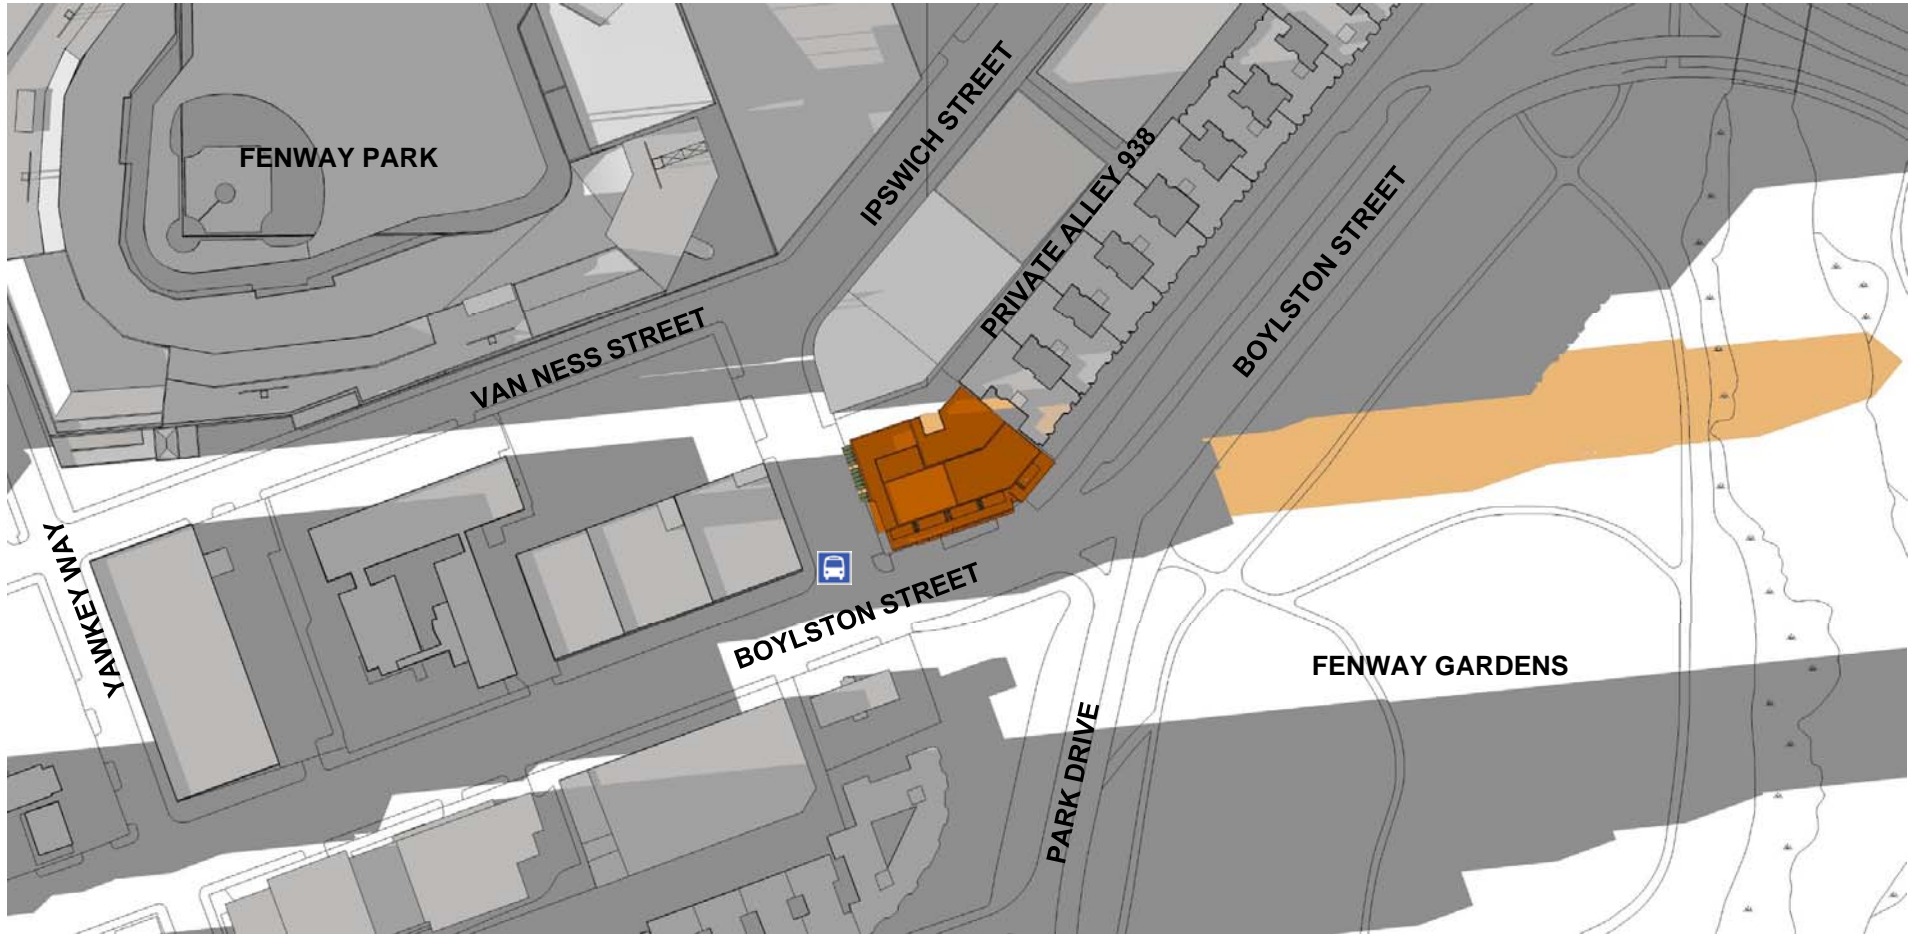 FENWAY PARK
IPSWICH STREET
PRIVATE ALLEY 938
BOYLSTON STREET
VAN NESS STREET
YAWKEY WAY
BOYLSTON STREET
FENWAY GARDENS
PARK DRIVE